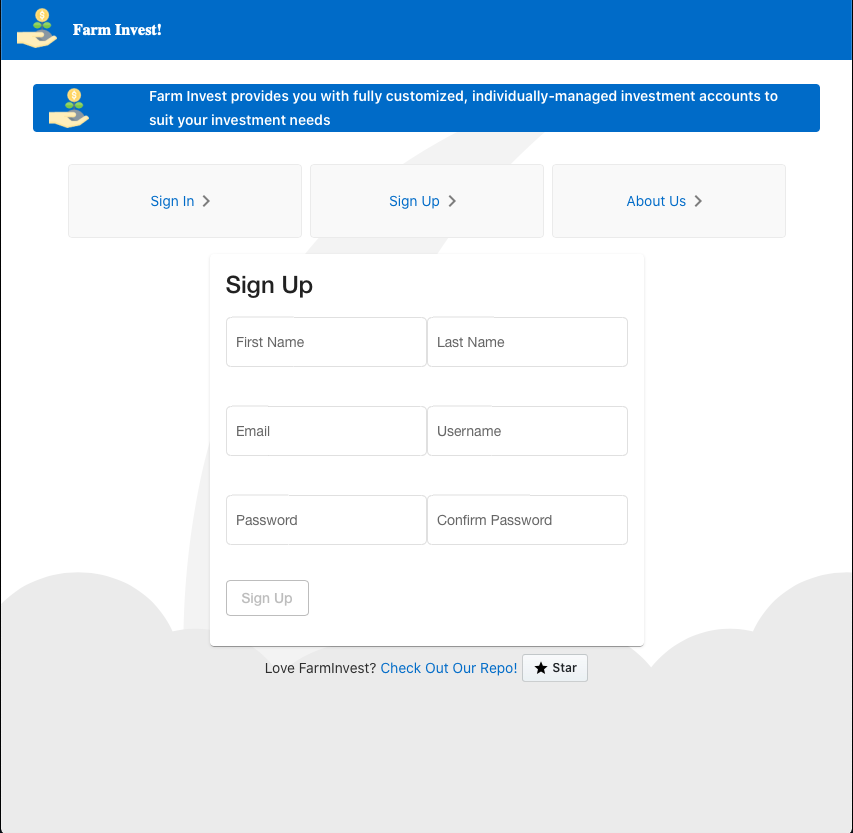 Farm Invest!
Farm Invest provides you with fully customized, individually-managed investment accounts to
suit your investment needs
Sign In
Sign Up
About Us
Sign Up
First Name
Last Name
Email
Username
Password
Confirm Password
Sign Up
Love FarmInvest? Check Out Our Repo! Star